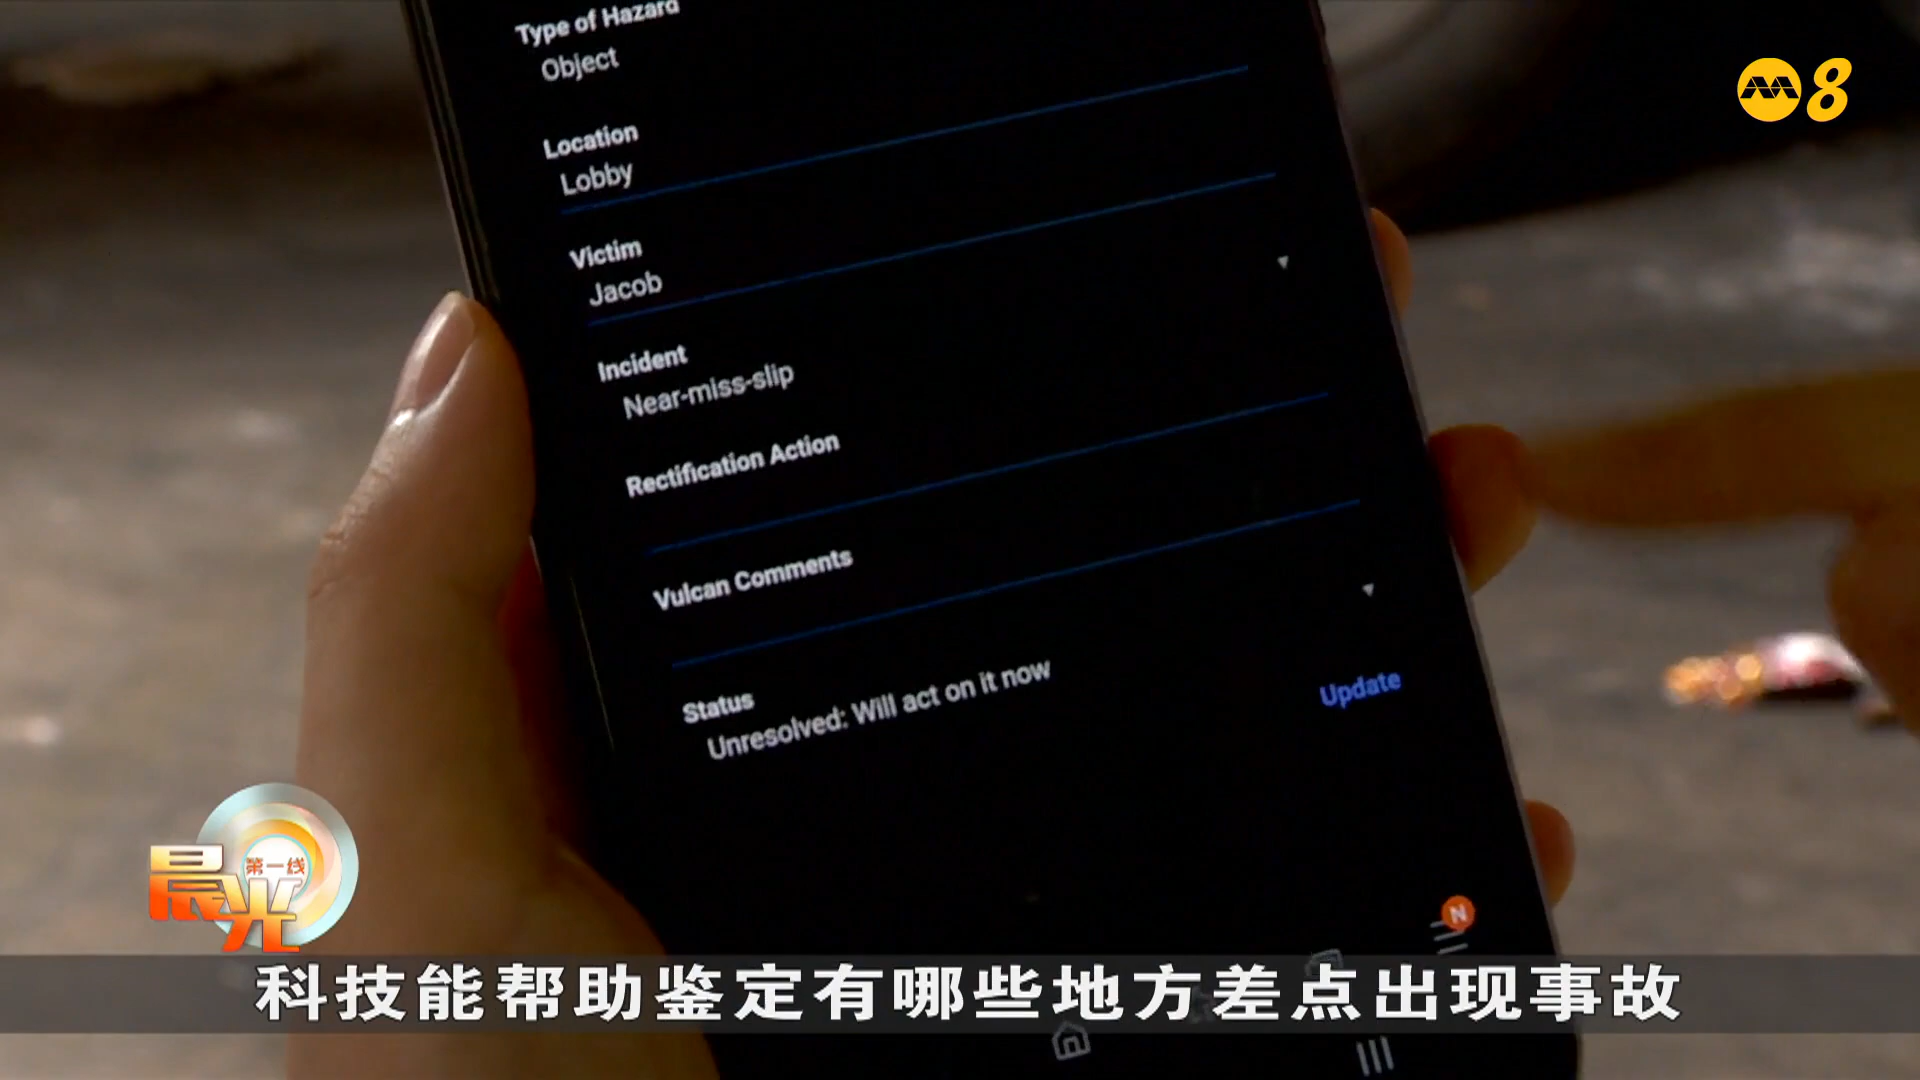 Type of Hazard
Object
Location
Lobby
Victim
Jacob
Incident
Near-miss-slip
Rectification Action
Vulcan Comments
Status
Unresolved: Will act on it now
Update
N
8
晨光
第一线
科技能帮助鉴定有哪些地方差点出现事故